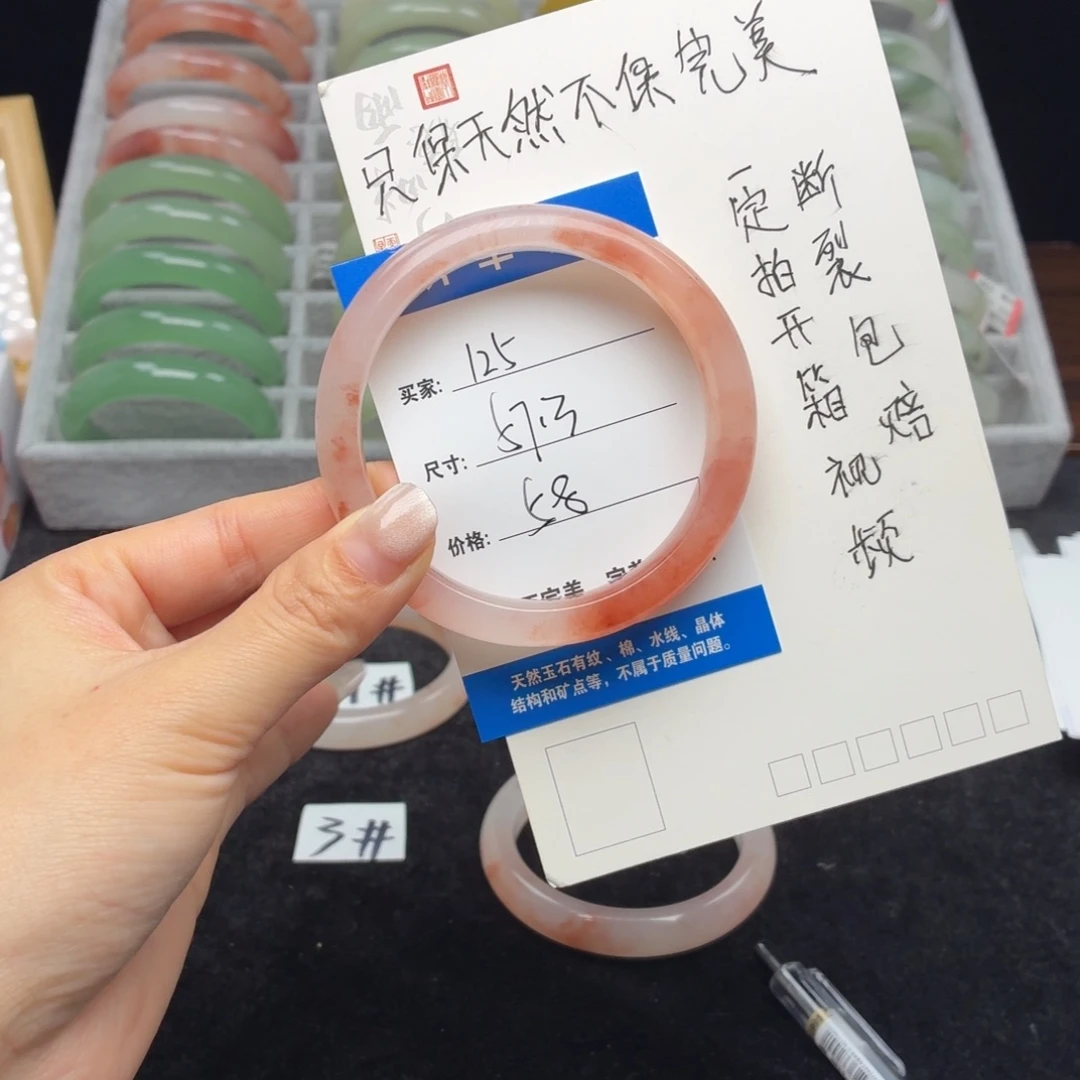 只保天然不保完美
断裂包赔
一定拍开箱视频
买家: 125
尺寸: 57.3
价格: 58
天然玉石有纹、棉、水线、晶体
结构和矿点等，不属于质量问题。
1#
3#